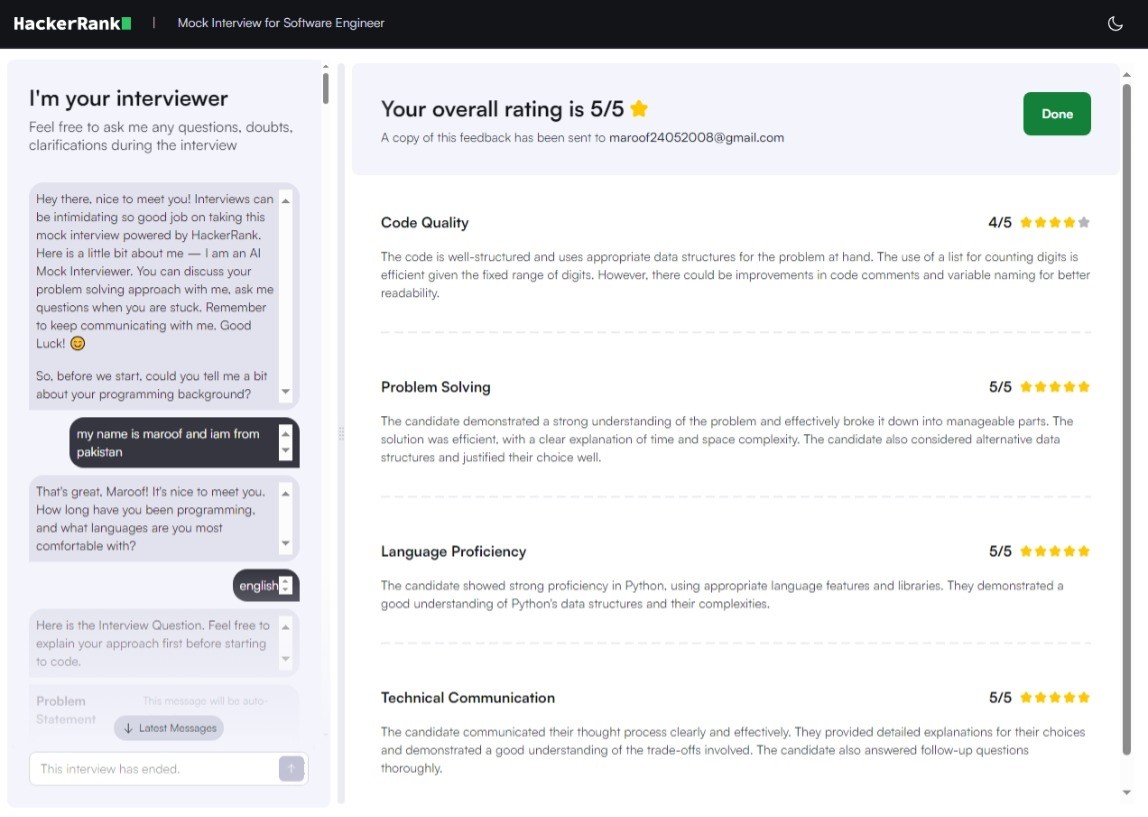 HackerRank | Mock Interview for Software Engineer
I'm your interviewer
Feel free to ask me any questions, doubts,
clarifications during the interview
Hey there, nice to meet you! Interviews can
be intimidating so good job on taking this
mock interview powered by HackerRank.
Here is a little bit about me — I am an AI
Mock Interviewer. You can discuss your
problem solving approach with me, ask me
questions when you are stuck. Remember
to keep communicating with me. Good
Luck! 😊
So, before we start, could you tell me a bit
about your programming background?
my name is maroof and iam from
pakistan
That's great, Maroof! It's nice to meet you.
How long have you been programming,
and what languages are you most
comfortable with?
english
Here is the Interview Question. Feel free to
explain your approach first before starting
to code.
Problem
Statement
This message will be auto-
↓ Latest Messages
This interview has ended.
Your overall rating is 5/5
A copy of this feedback has been sent to maroof24052008@gmail.com
Done
Code Quality
4/5
The code is well-structured and uses appropriate data structures for the problem at hand. The use of a list for counting digits is
efficient given the fixed range of digits. However, there could be improvements in code comments and variable naming for better
readability.
Problem Solving
5/5
The candidate demonstrated a strong understanding of the problem and effectively broke it down into manageable parts. The
solution was efficient, with a clear explanation of time and space complexity. The candidate also considered alternative data
structures and justified their choice well.
Language Proficiency
5/5
The candidate showed strong proficiency in Python, using appropriate language features and libraries. They demonstrated a
good understanding of Python's data structures and their complexities.
Technical Communication
5/5
The candidate communicated their thought process clearly and effectively. They provided detailed explanations for their choices
and demonstrated a good understanding of the trade-offs involved. The candidate also answered follow-up questions
thoroughly.